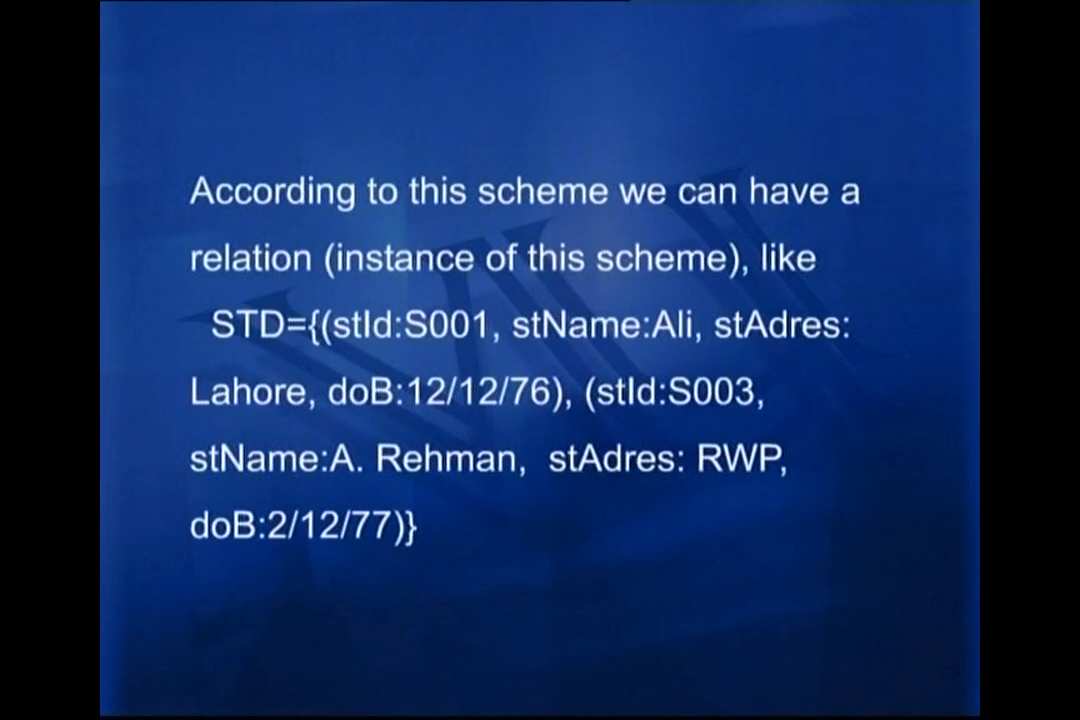 According to this scheme we can have a
relation (instance of this scheme), like
STD={(stId:S001, stName:Ali, stAdres:
Lahore, doB:12/12/76), (stId:S003,
stName:A. Rehman,  stAdres: RWP,
doB:2/12/77)}